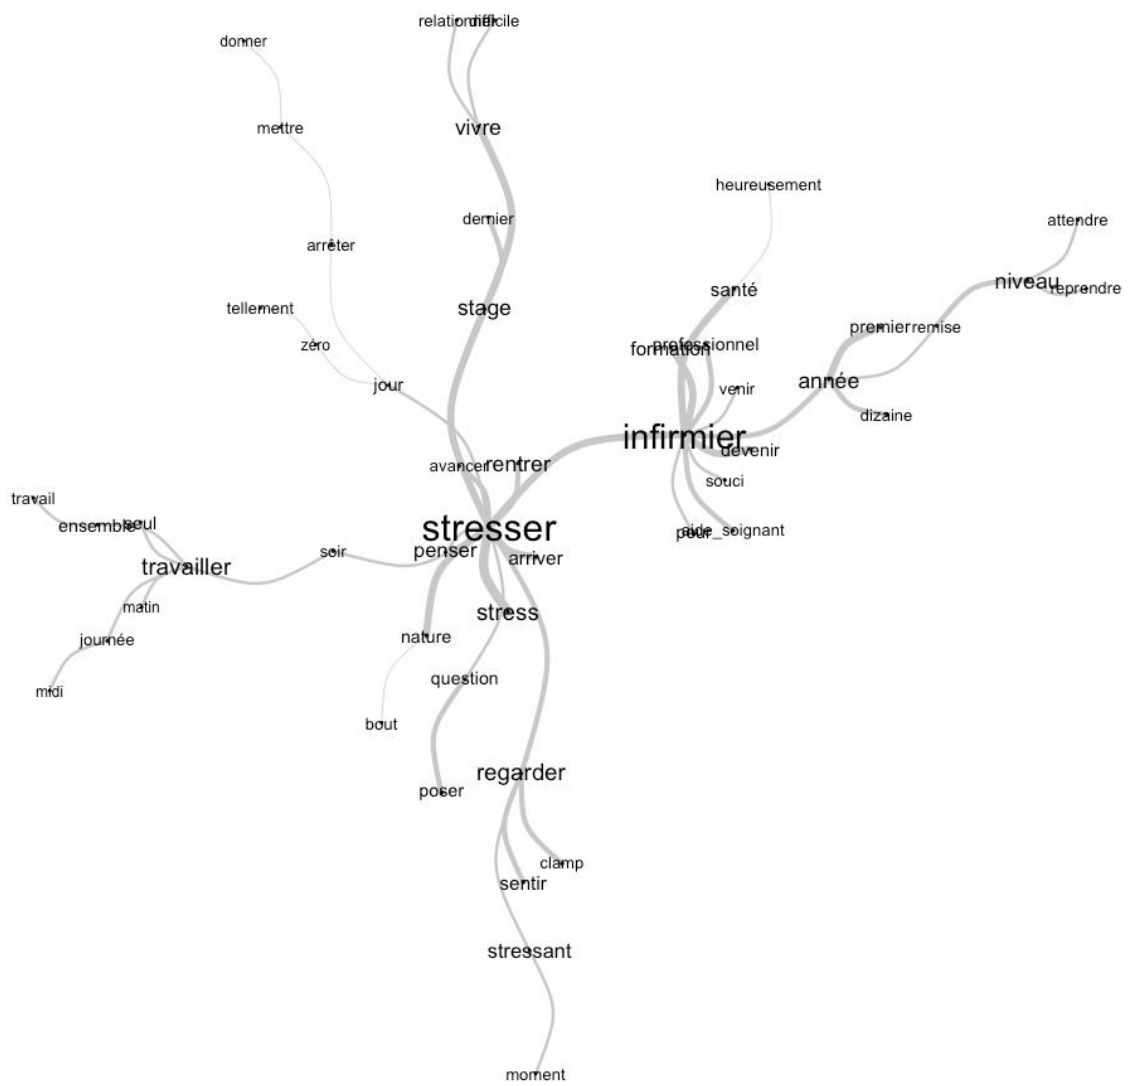 relationnel
difficile
donner
mettre
vivre
heureusement
dernier
attendre
arrêter
niveau
reprendre
santé
tellement
stage
premier
remise
zéro
formation
professionnel
jour
venir
année
dizaine
infirmier
devenir
avancer
rentrer
souci
travail
ensemble
seul
stresser
pour_
aide_soignant
soir
penser
arriver
travailler
matin
stress
journée
nature
question
midi
bout
regarder
poser
clamp
sentir
stressant
moment